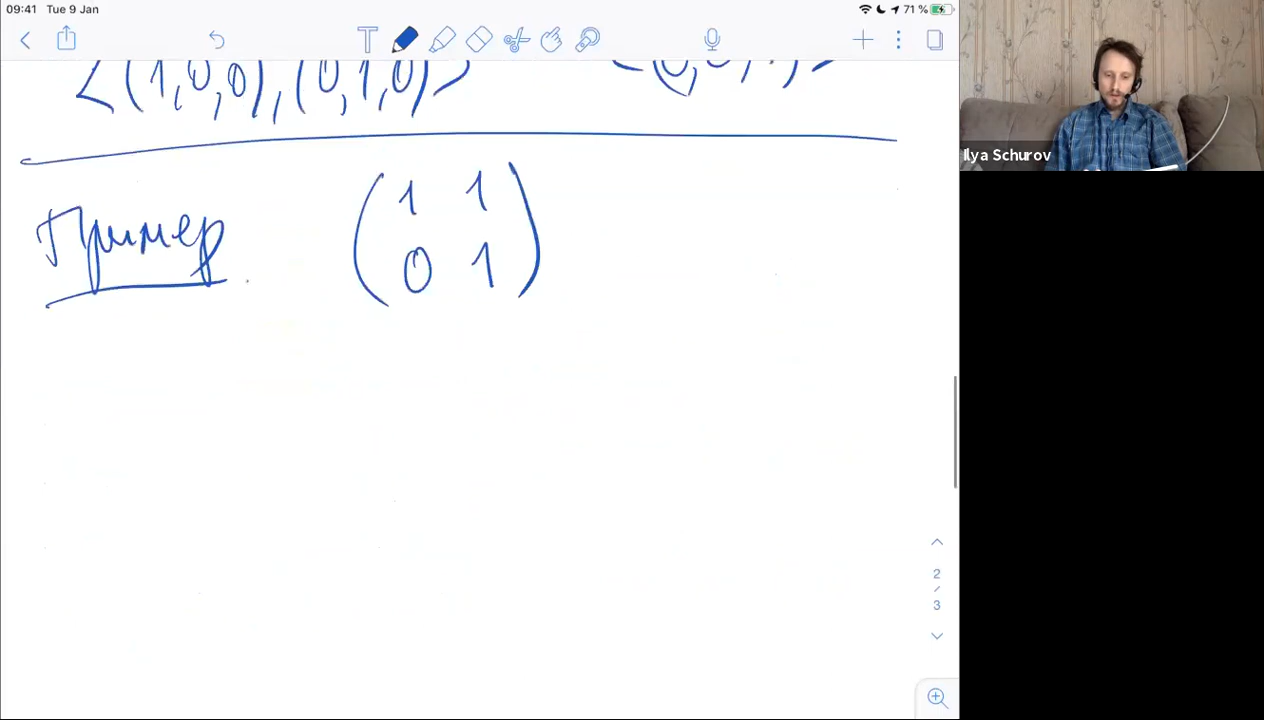 09:41 Tue 9 Jan 71 %
T
<(1,0,0),(0,1,0)>
Ilya Schurov
Пример. ( 1 1
0 1 )
2
/
3